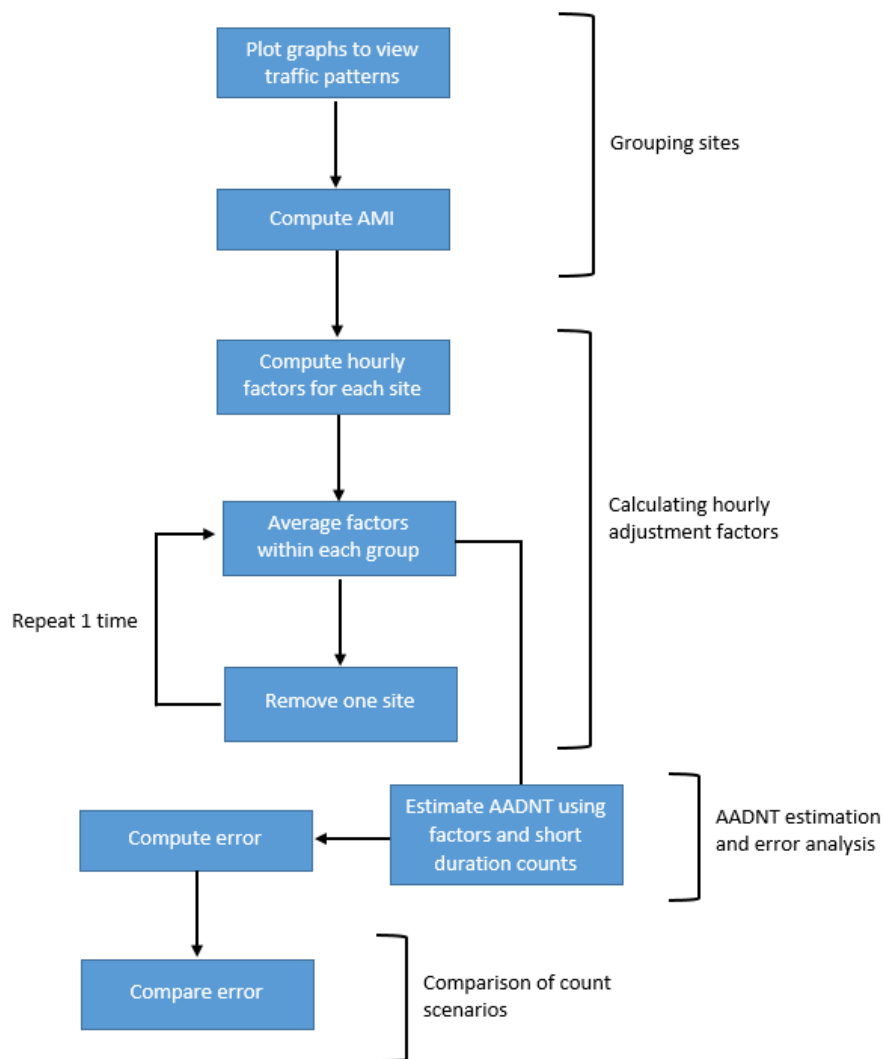 Plot graphs to view
traffic patterns
Grouping sites
Compute AMI
Compute hourly
factors for each site
Average factors
within each group
Calculating hourly
adjustment factors
Repeat 1 time
Remove one site
Estimate AADNT using
factors and short
duration counts
AADNT estimation
and error analysis
Compute error
Compare error
Comparison of count
scenarios